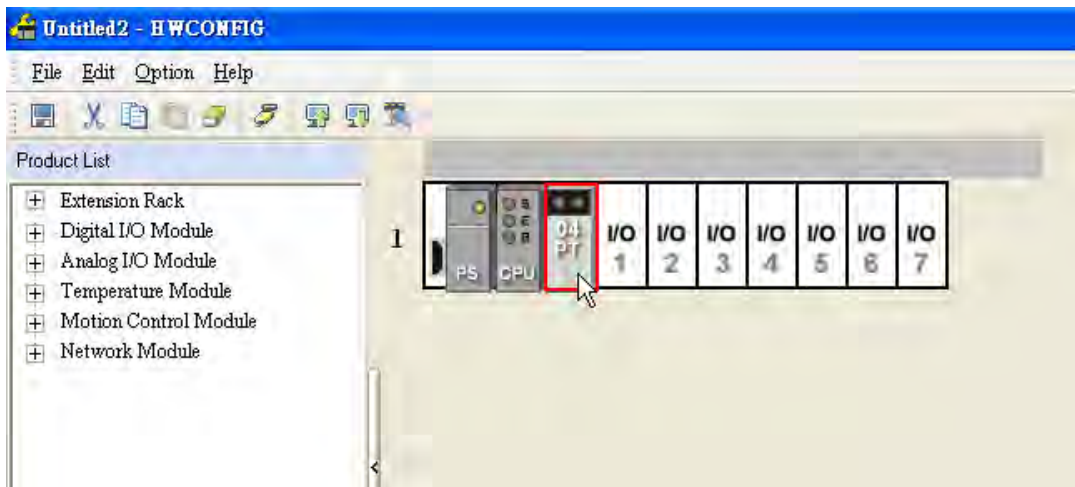 Untitled2 - HWCONFIG
File Edit Option Help
Product List
Extension Rack
Digital I/O Module
Analog I/O Module
Temperature Module
Motion Control Module
Network Module
1
PS CPU 04 PT I/O 1 I/O 2 I/O 3 I/O 4 I/O 5 I/O 6 I/O 7